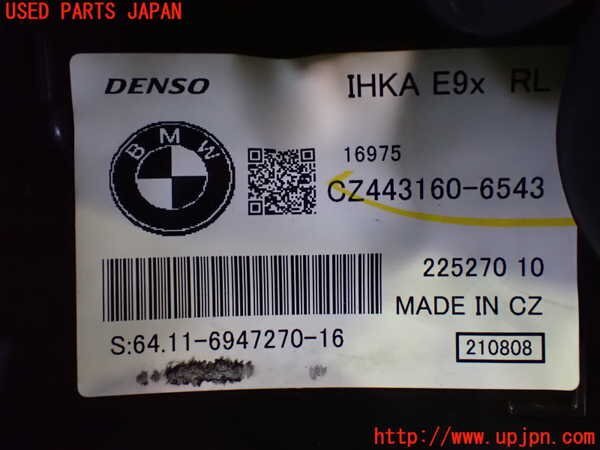 USED PARTS JAPAN
DENSO
IHKA E9x RL
BMW
16975
CZ443160-6543
225270 10
MADE IN CZ
S:64.11-6947270-16
210808
http://www.upjpn.com/